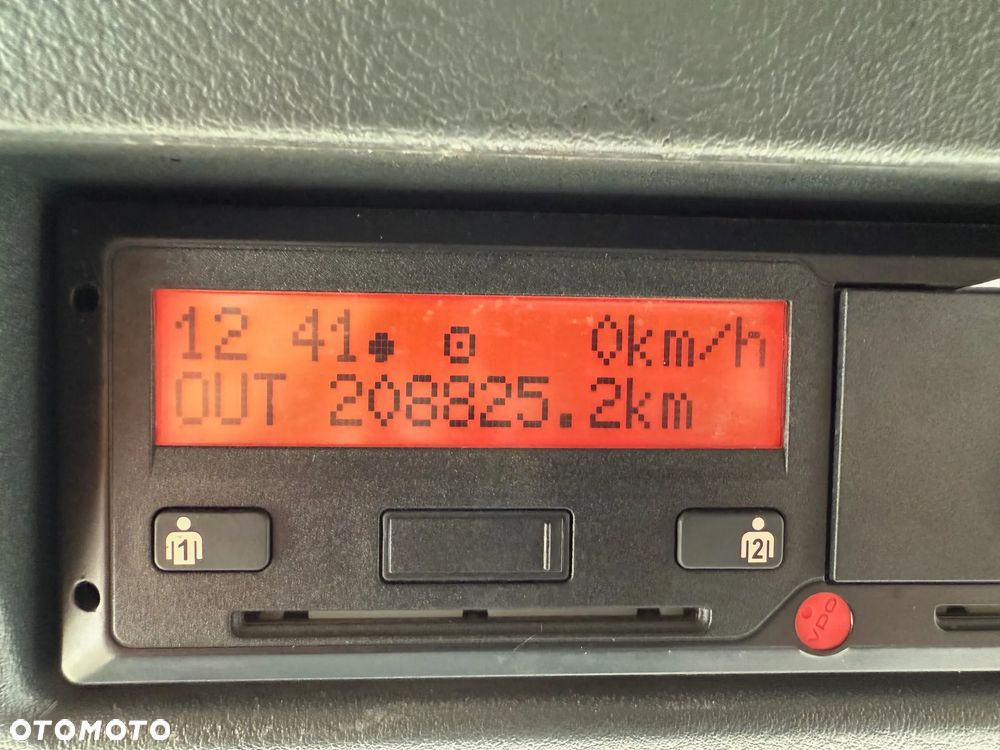 12 41 0km/h
OUT 208825.2km
1 2
VDO
OTOMOTO